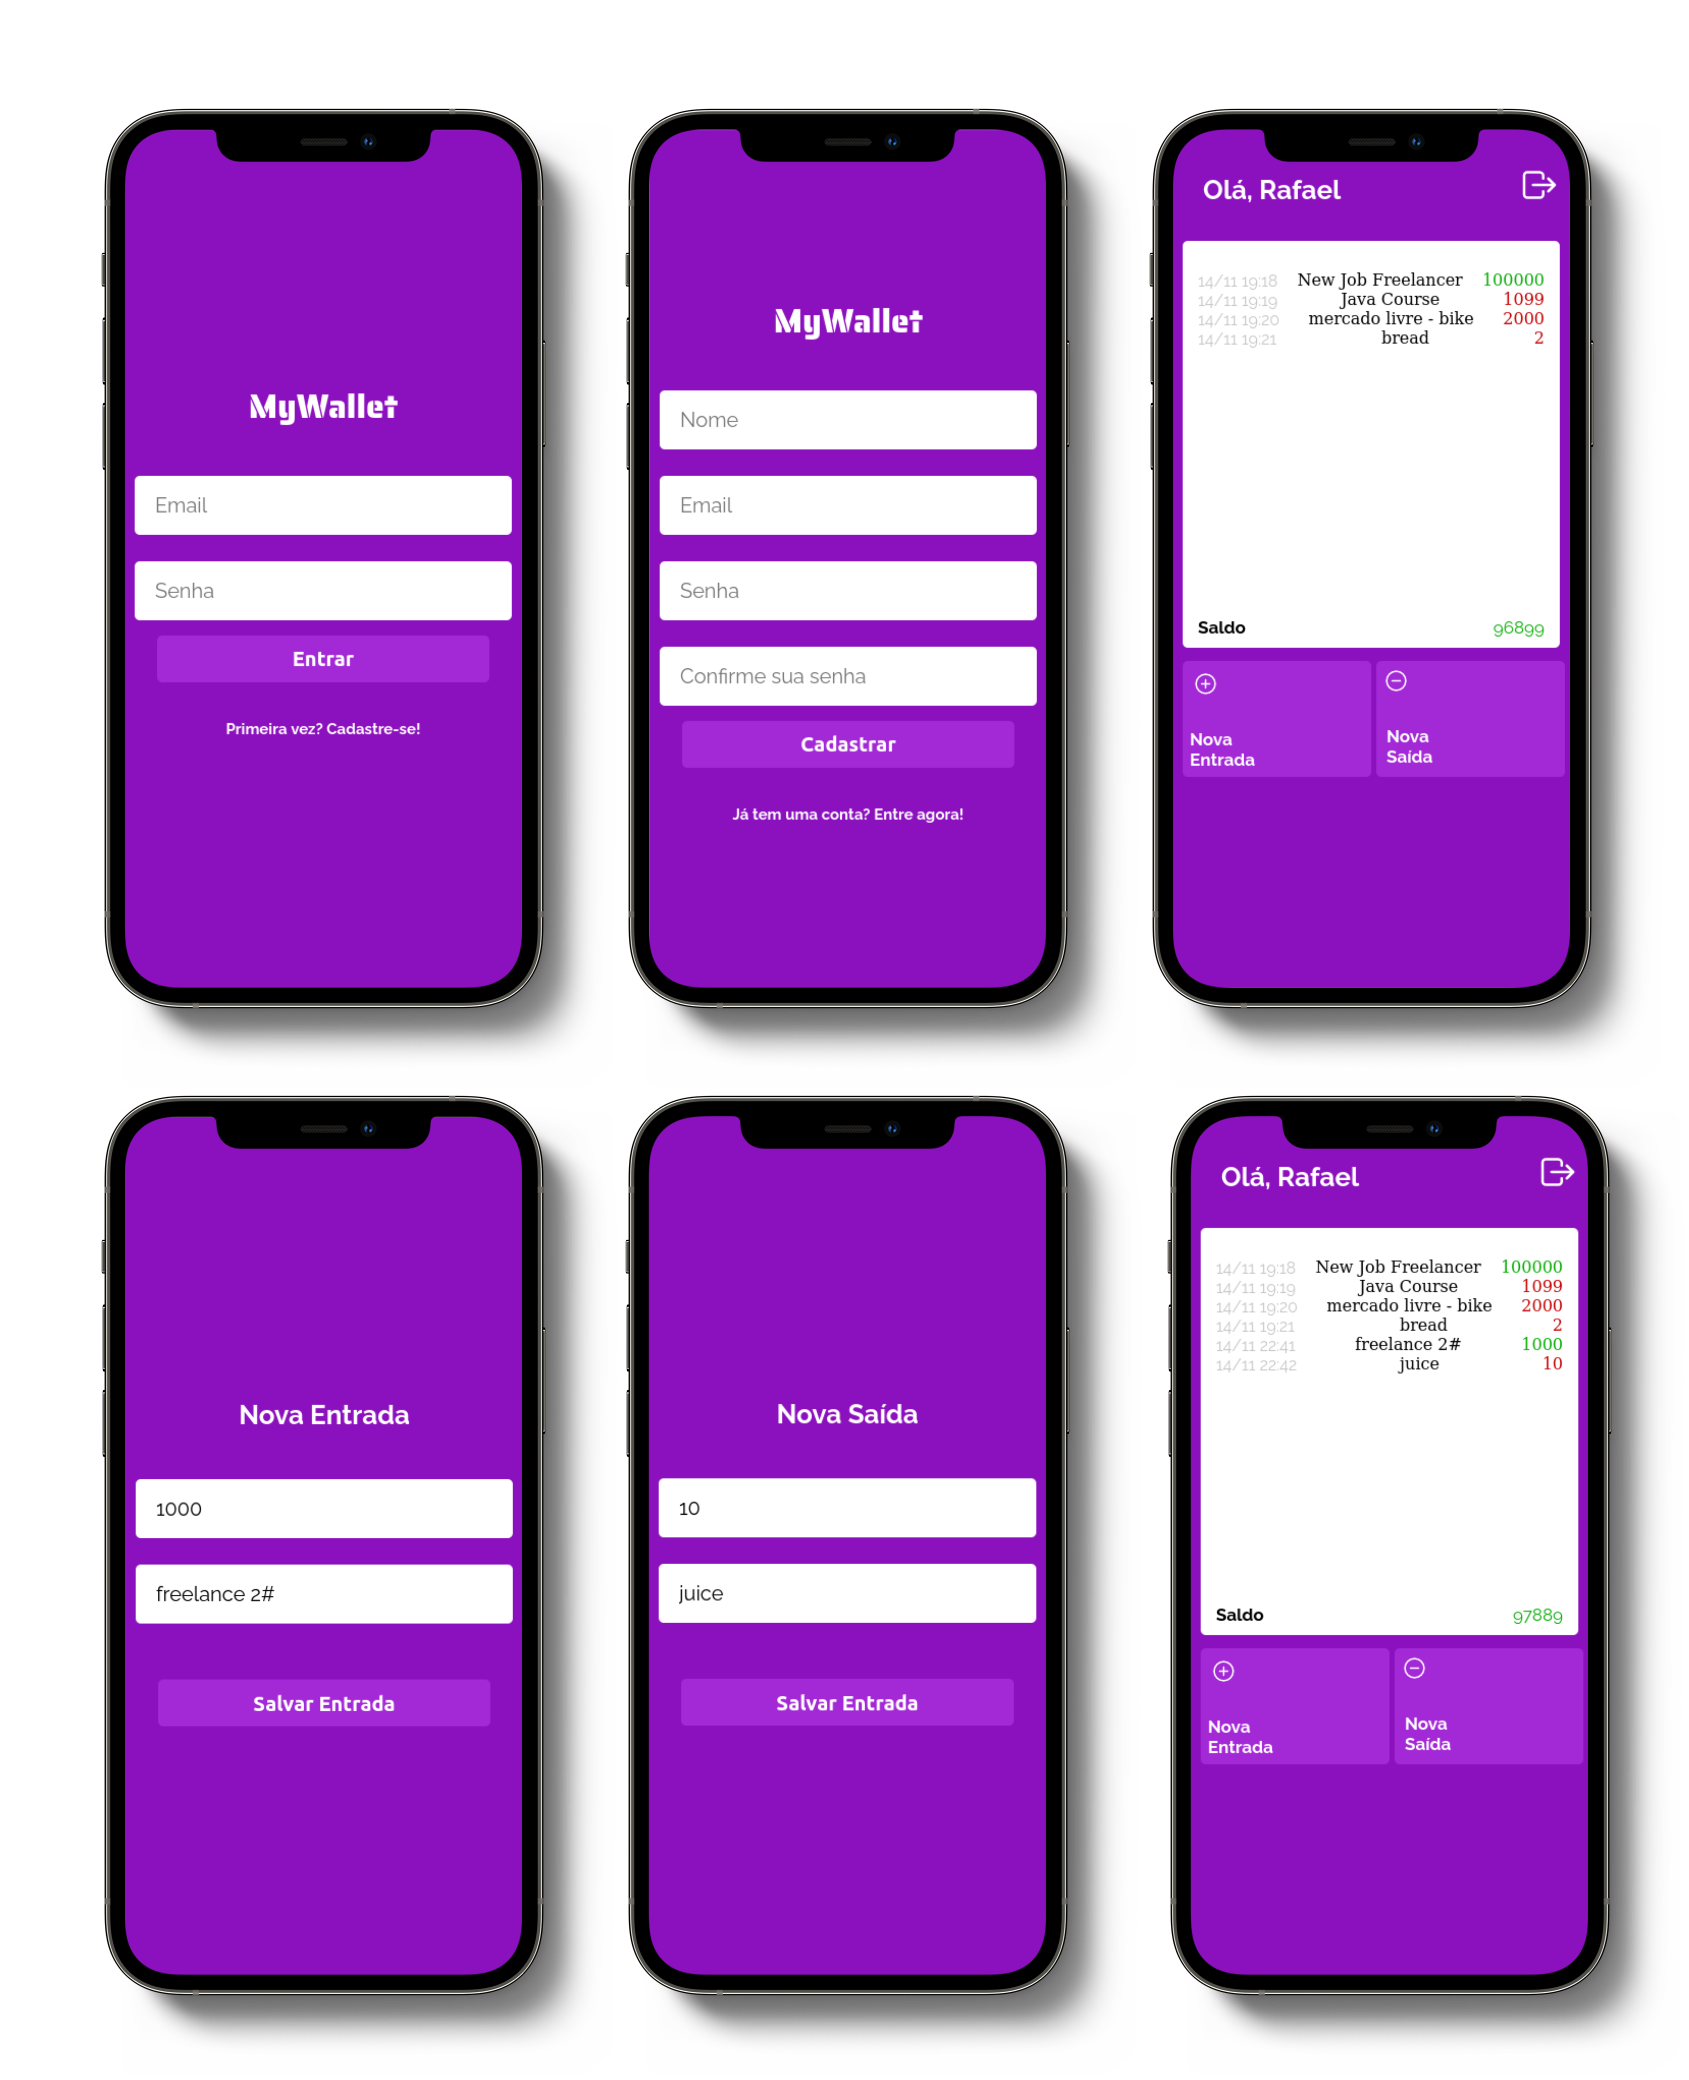 MyWallet
Email
Senha
Entrar
Primeira vez? Cadastre-se!
MyWallet
Nome
Email
Senha
Confirme sua senha
Cadastrar
Já tem uma conta? Entre agora!
Olá, Rafael
14/11 19:18 New Job Freelancer 100000
14/11 19:19 Java Course 1099
14/11 19:20 mercado livre - bike 2000
14/11 19:21 bread 2
Saldo 96899
Nova
Entrada
Nova
Saída
Nova Entrada
1000
freelance 2#
Salvar Entrada
Nova Saída
10
juice
Salvar Entrada
Olá, Rafael
14/11 19:18 New Job Freelancer 100000
14/11 19:19 Java Course 1099
14/11 19:20 mercado livre - bike 2000
14/11 19:21 bread 2
14/11 22:41 freelance 2# 1000
14/11 22:42 juice 10
Saldo 97889
Nova
Entrada
Nova
Saída